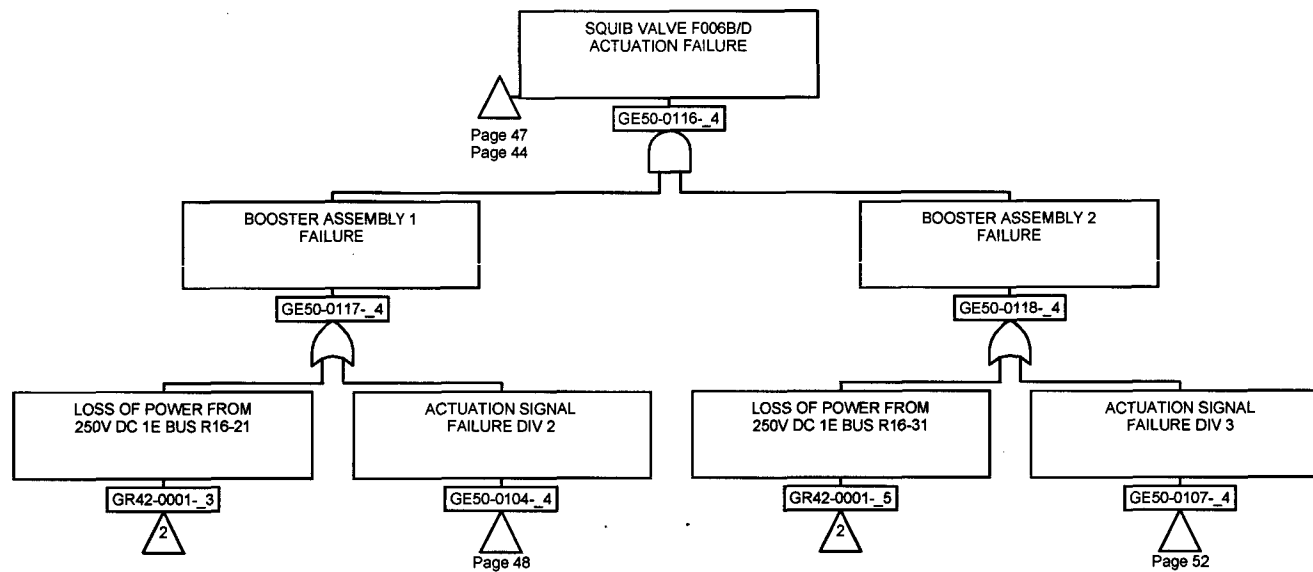 SQUIB VALVE F006B/D
ACTUATION FAILURE
Page 47
Page 44
GE50-0116-_4
BOOSTER ASSEMBLY 1
FAILURE
GE50-0117-_4
BOOSTER ASSEMBLY 2
FAILURE
GE50-0118-_4
LOSS OF POWER FROM
250V DC 1E BUS R16-21
GR42-0001-_3
2
ACTUATION SIGNAL
FAILURE DIV 2
GE50-0104-_4
Page 48
LOSS OF POWER FROM
250V DC 1E BUS R16-31
GR42-0001-_5
2
ACTUATION SIGNAL
FAILURE DIV 3
GE50-0107-_4
Page 52